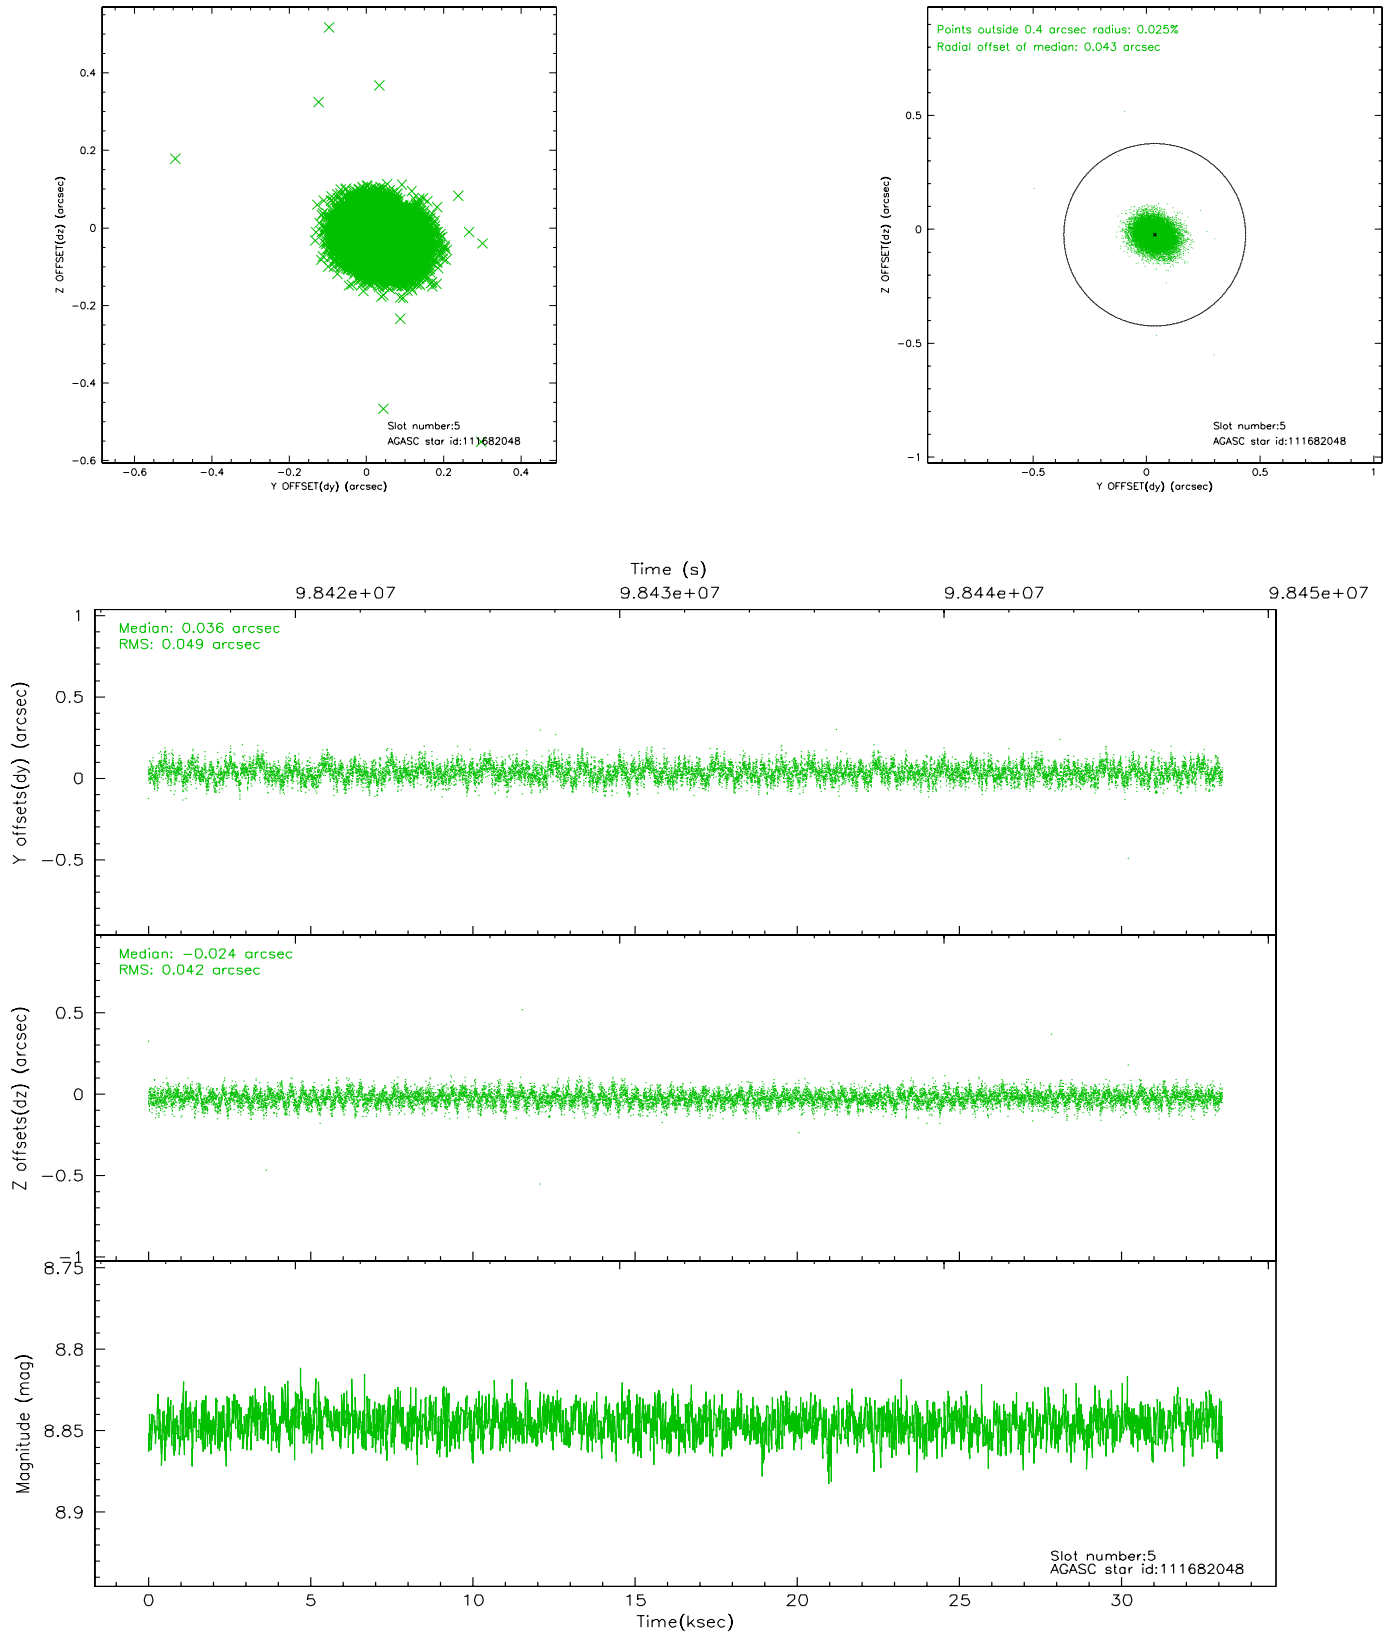 0.4
0.2
0
−0.2
−0.4
−0.6
Z OFFSET(dz) (arcsec)
−0.6
−0.4
−0.2
0
0.2
0.4
Y OFFSET(dy) (arcsec)
Slot number:5
AGASC star id:111682048
Points outside 0.4 arcsec radius: 0.025%
Radial offset of median: 0.043 arcsec
0.5
0
−0.5
−1
Z OFFSET(dz) (arcsec)
−0.5
0
0.5
1
Y OFFSET(dy) (arcsec)
Slot number:5
AGASC star id:111682048
Time (s)
9.842e+07
9.843e+07
9.844e+07
9.845e+07
Median: 0.036 arcsec
RMS: 0.049 arcsec
1
0.5
0
−0.5
Y offsets(dy) (arcsec)
Median: −0.024 arcsec
RMS: 0.042 arcsec
0.5
0
−0.5
−1
Z offsets(dz) (arcsec)
8.75
8.8
8.85
8.9
Magnitude (mag)
Slot number:5
AGASC star id:111682048
0
5
10
15
20
25
30
Time(ksec)